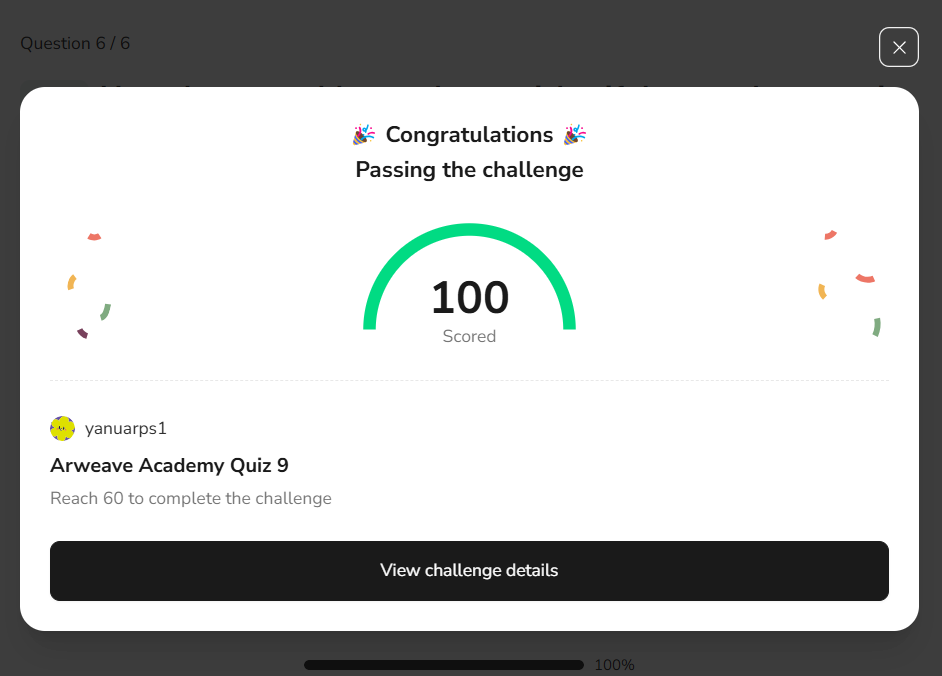 Question 6 / 6
Congratulations
Passing the challenge
100
Scored
yanuarps1
Arweave Academy Quiz 9
Reach 60 to complete the challenge
View challenge details
100%